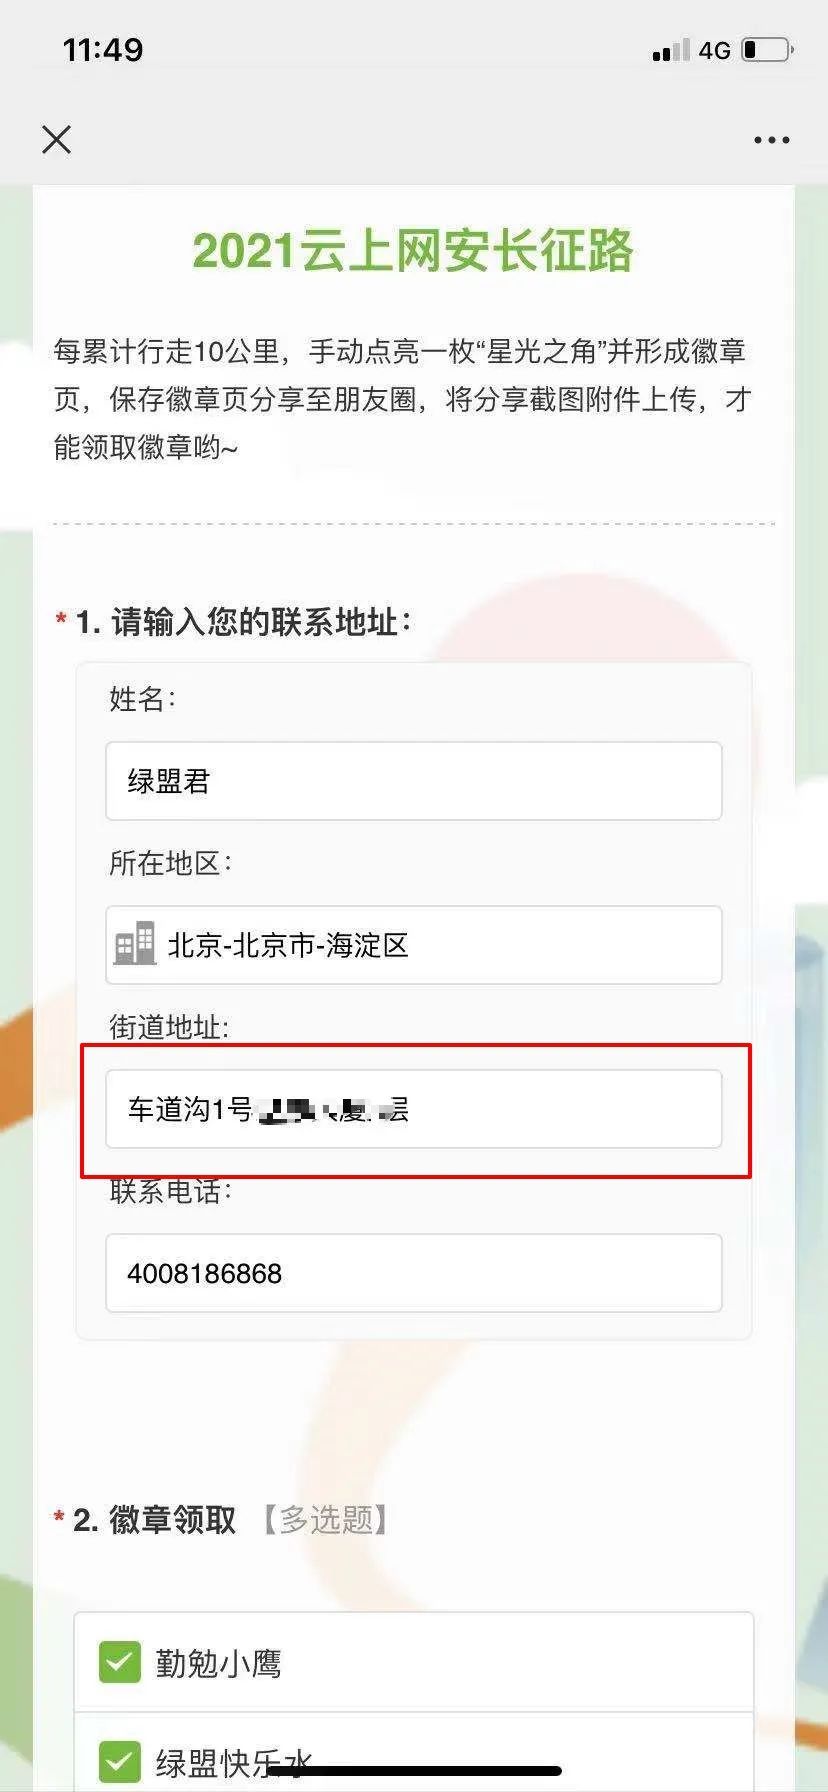 11:49
4G
2021云上网安长征路
每累计行走10公里，手动点亮一枚“星光之角”并形成徽章
页，保存徽章页分享至朋友圈，将分享截图附件上传，才
能领取徽章哟~
* 1. 请输入您的联系地址：
姓名：
绿盟君
所在地区：
北京-北京市-海淀区
街道地址:
车道沟1号 层
联系电话：
4008186868
* 2. 徽章领取 【多选题】
勤勉小鹰
绿盟快乐水